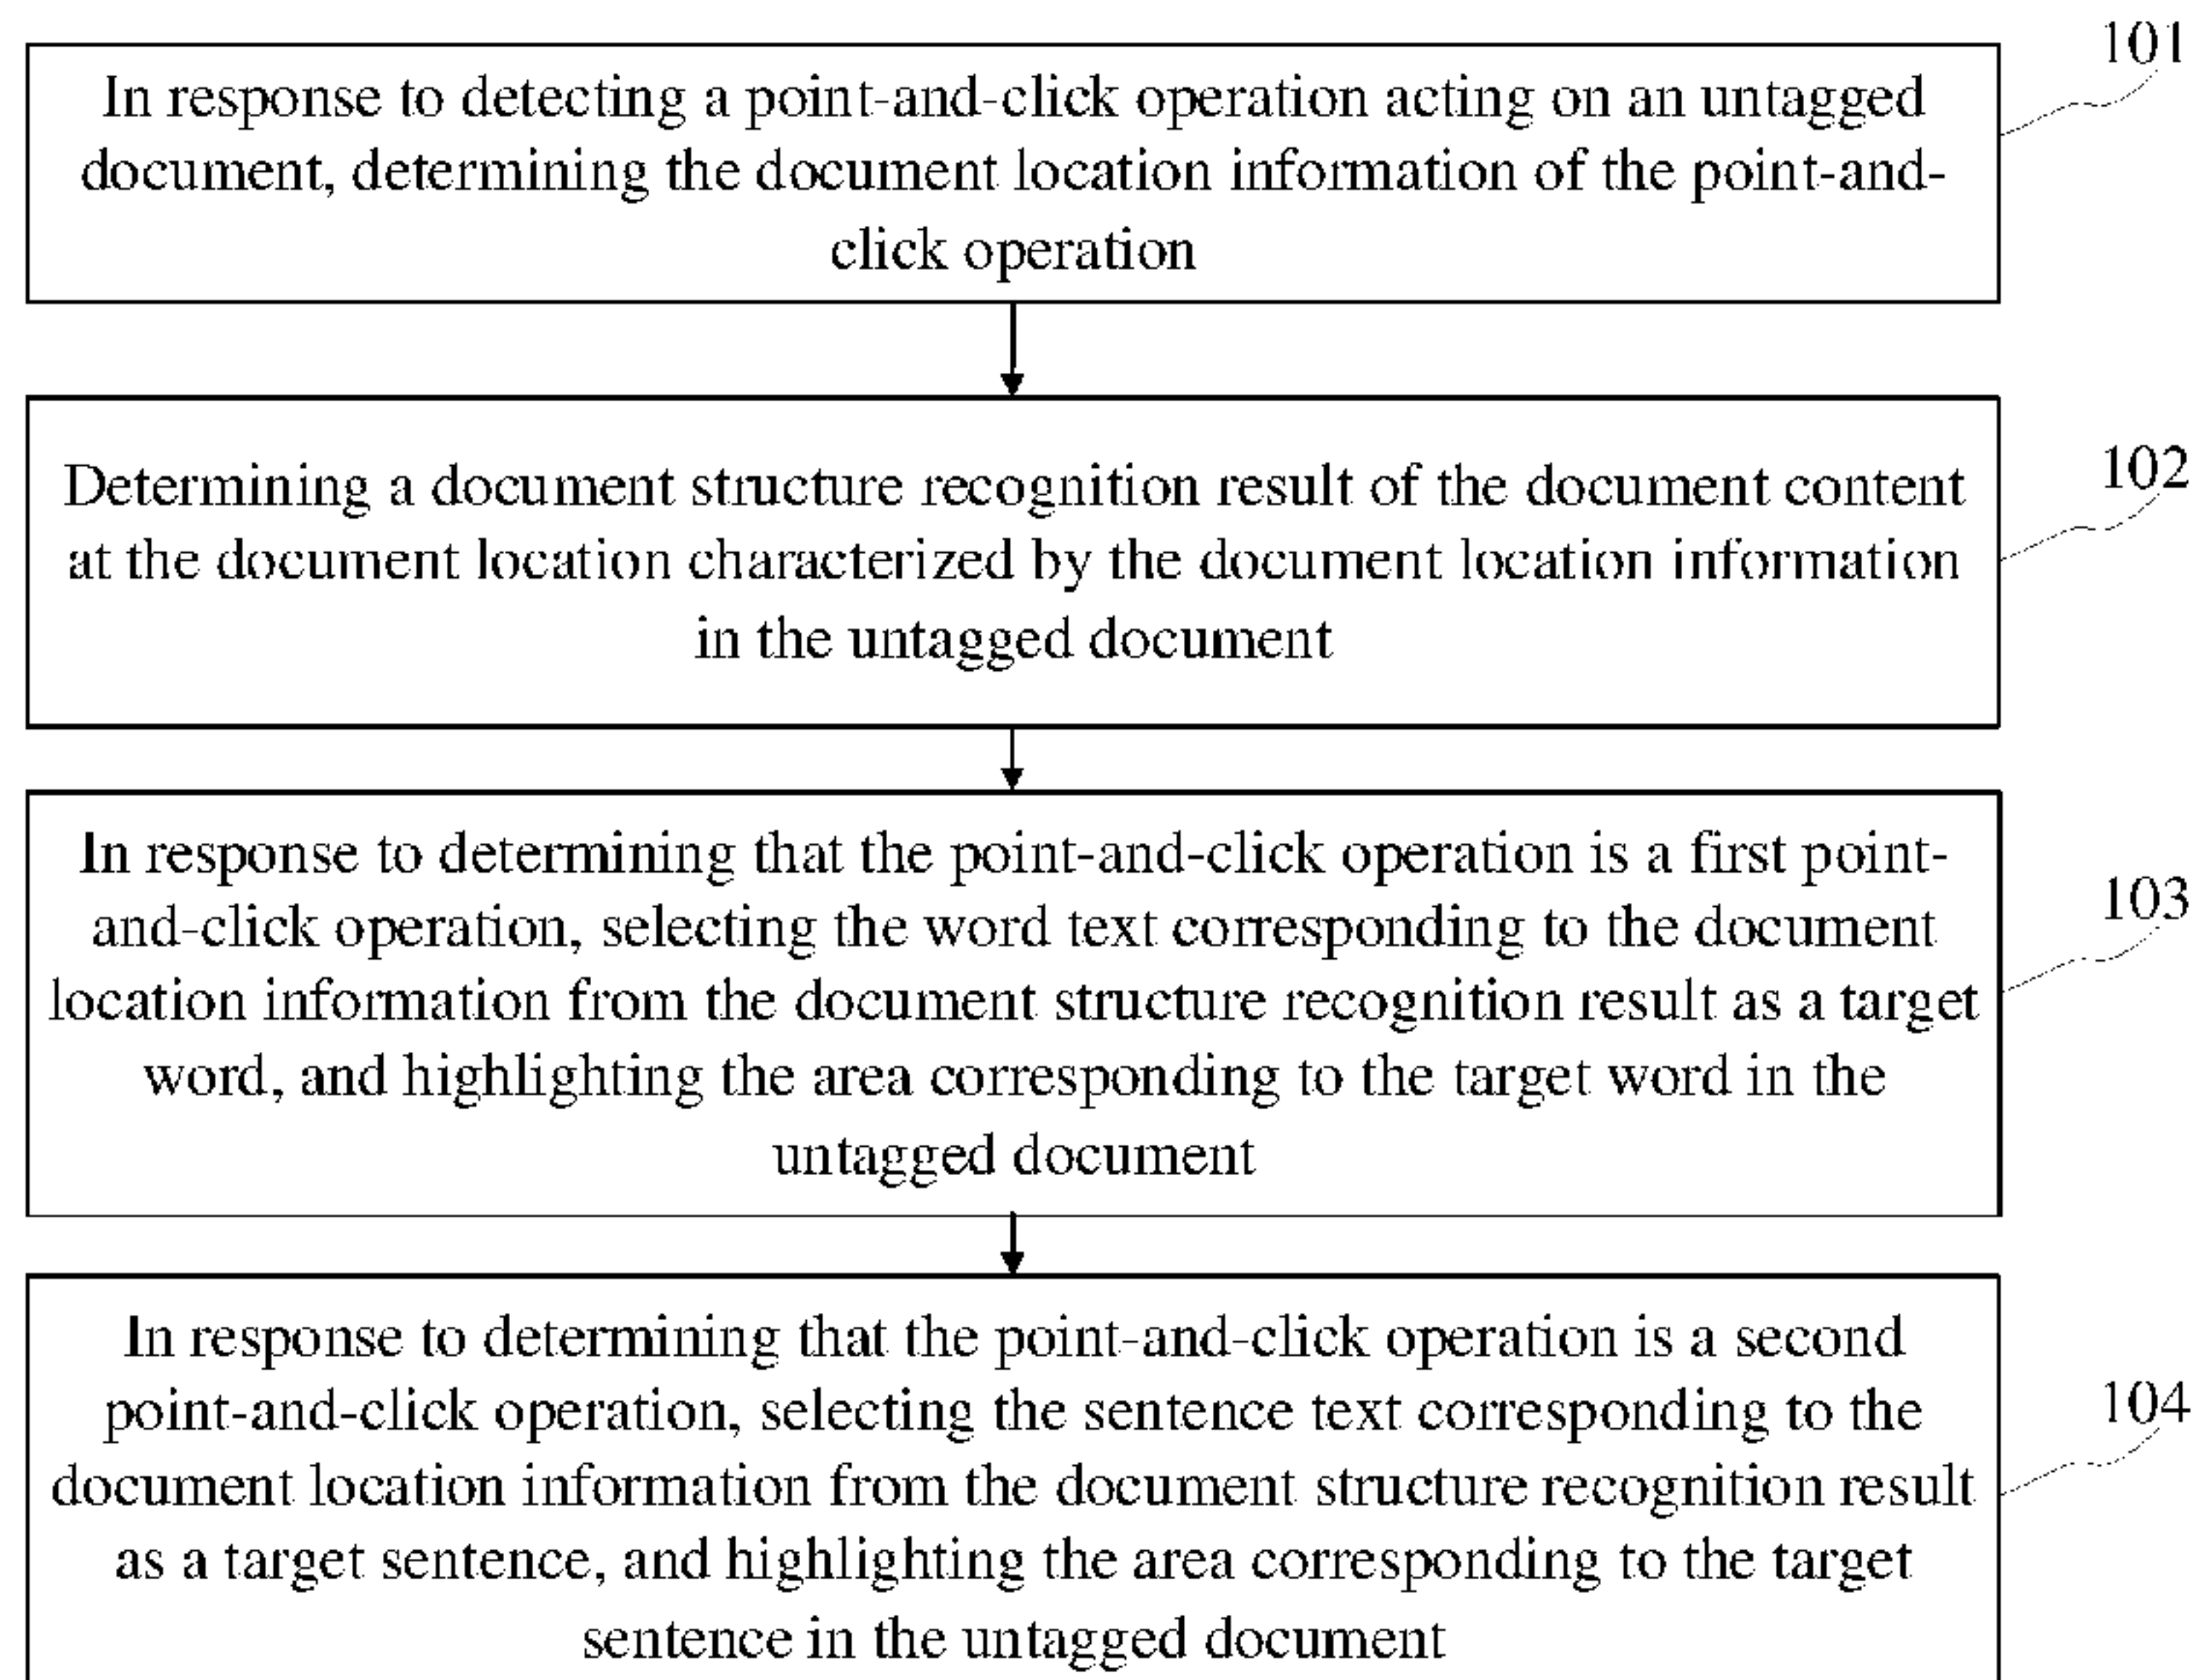 101
In response to detecting a point-and-click operation acting on an untagged
document, determining the document location information of the point-and-
click operation
102
Determining a document structure recognition result of the document content
at the document location characterized by the document location information
in the untagged document
103
In response to determining that the point-and-click operation is a first point-
and-click operation, selecting the word text corresponding to the document
location information from the document structure recognition result as a target
word, and highlighting the area corresponding to the target word in the
untagged document
104
In response to determining that the point-and-click operation is a second
point-and-click operation, selecting the sentence text corresponding to the
document location information from the document structure recognition result
as a target sentence, and highlighting the area corresponding to the target
sentence in the untagged document